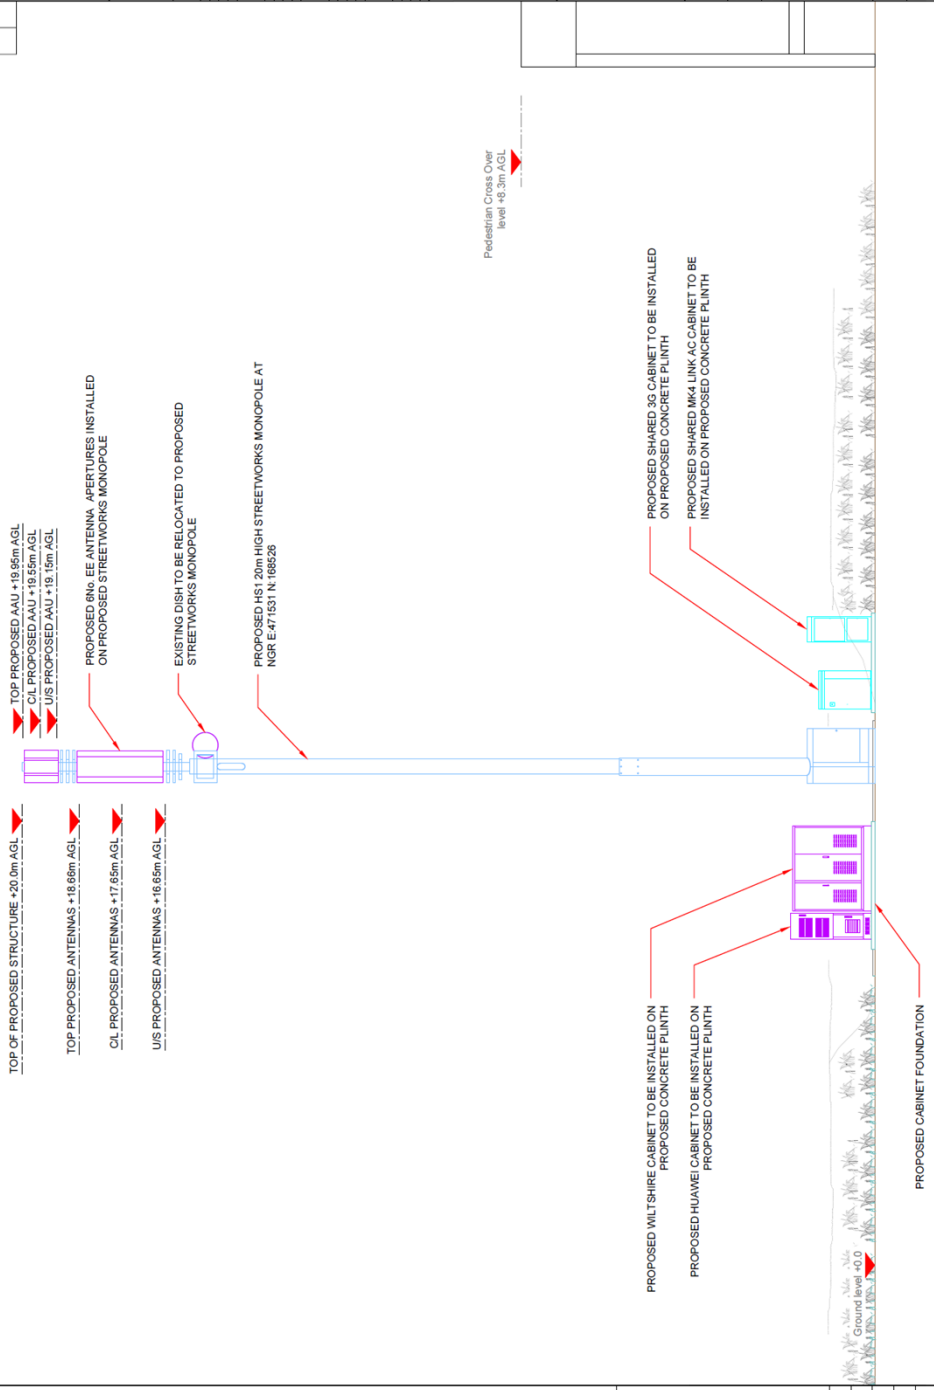 TOP OF PROPOSED STRUCTURE +20.0m AGL
TOP PROPOSED ANTENNAS +18.66m AGL
C/L PROPOSED ANTENNAS +17.65m AGL
U/S PROPOSED ANTENNAS +16.65m AGL
TOP PROPOSED AAU +19.95m AGL
C/L PROPOSED AAU +19.55m AGL
U/S PROPOSED AAU +19.15m AGL
PROPOSED 6No. EE ANTENNA APERTURES INSTALLED
ON PROPOSED STREETWORKS MONOPOLE
EXISTING DISH TO BE RELOCATED TO PROPOSED
STREETWORKS MONOPOLE
PROPOSED HS1 20m HIGH STREETWORKS MONOPOLE AT
NGR E:471531 N:168526
Pedestrian Cross Over
level +8.3m AGL
PROPOSED WILTSHIRE CABINET TO BE INSTALLED ON
PROPOSED CONCRETE PLINTH
PROPOSED HUAWEI CABINET TO BE INSTALLED ON
PROPOSED CONCRETE PLINTH
PROPOSED SHARED 3G CABINET TO BE INSTALLED
ON PROPOSED CONCRETE PLINTH
PROPOSED SHARED MK4 LINK AC CABINET TO BE
INSTALLED ON PROPOSED CONCRETE PLINTH
Ground level +0.0
PROPOSED CABINET FOUNDATION